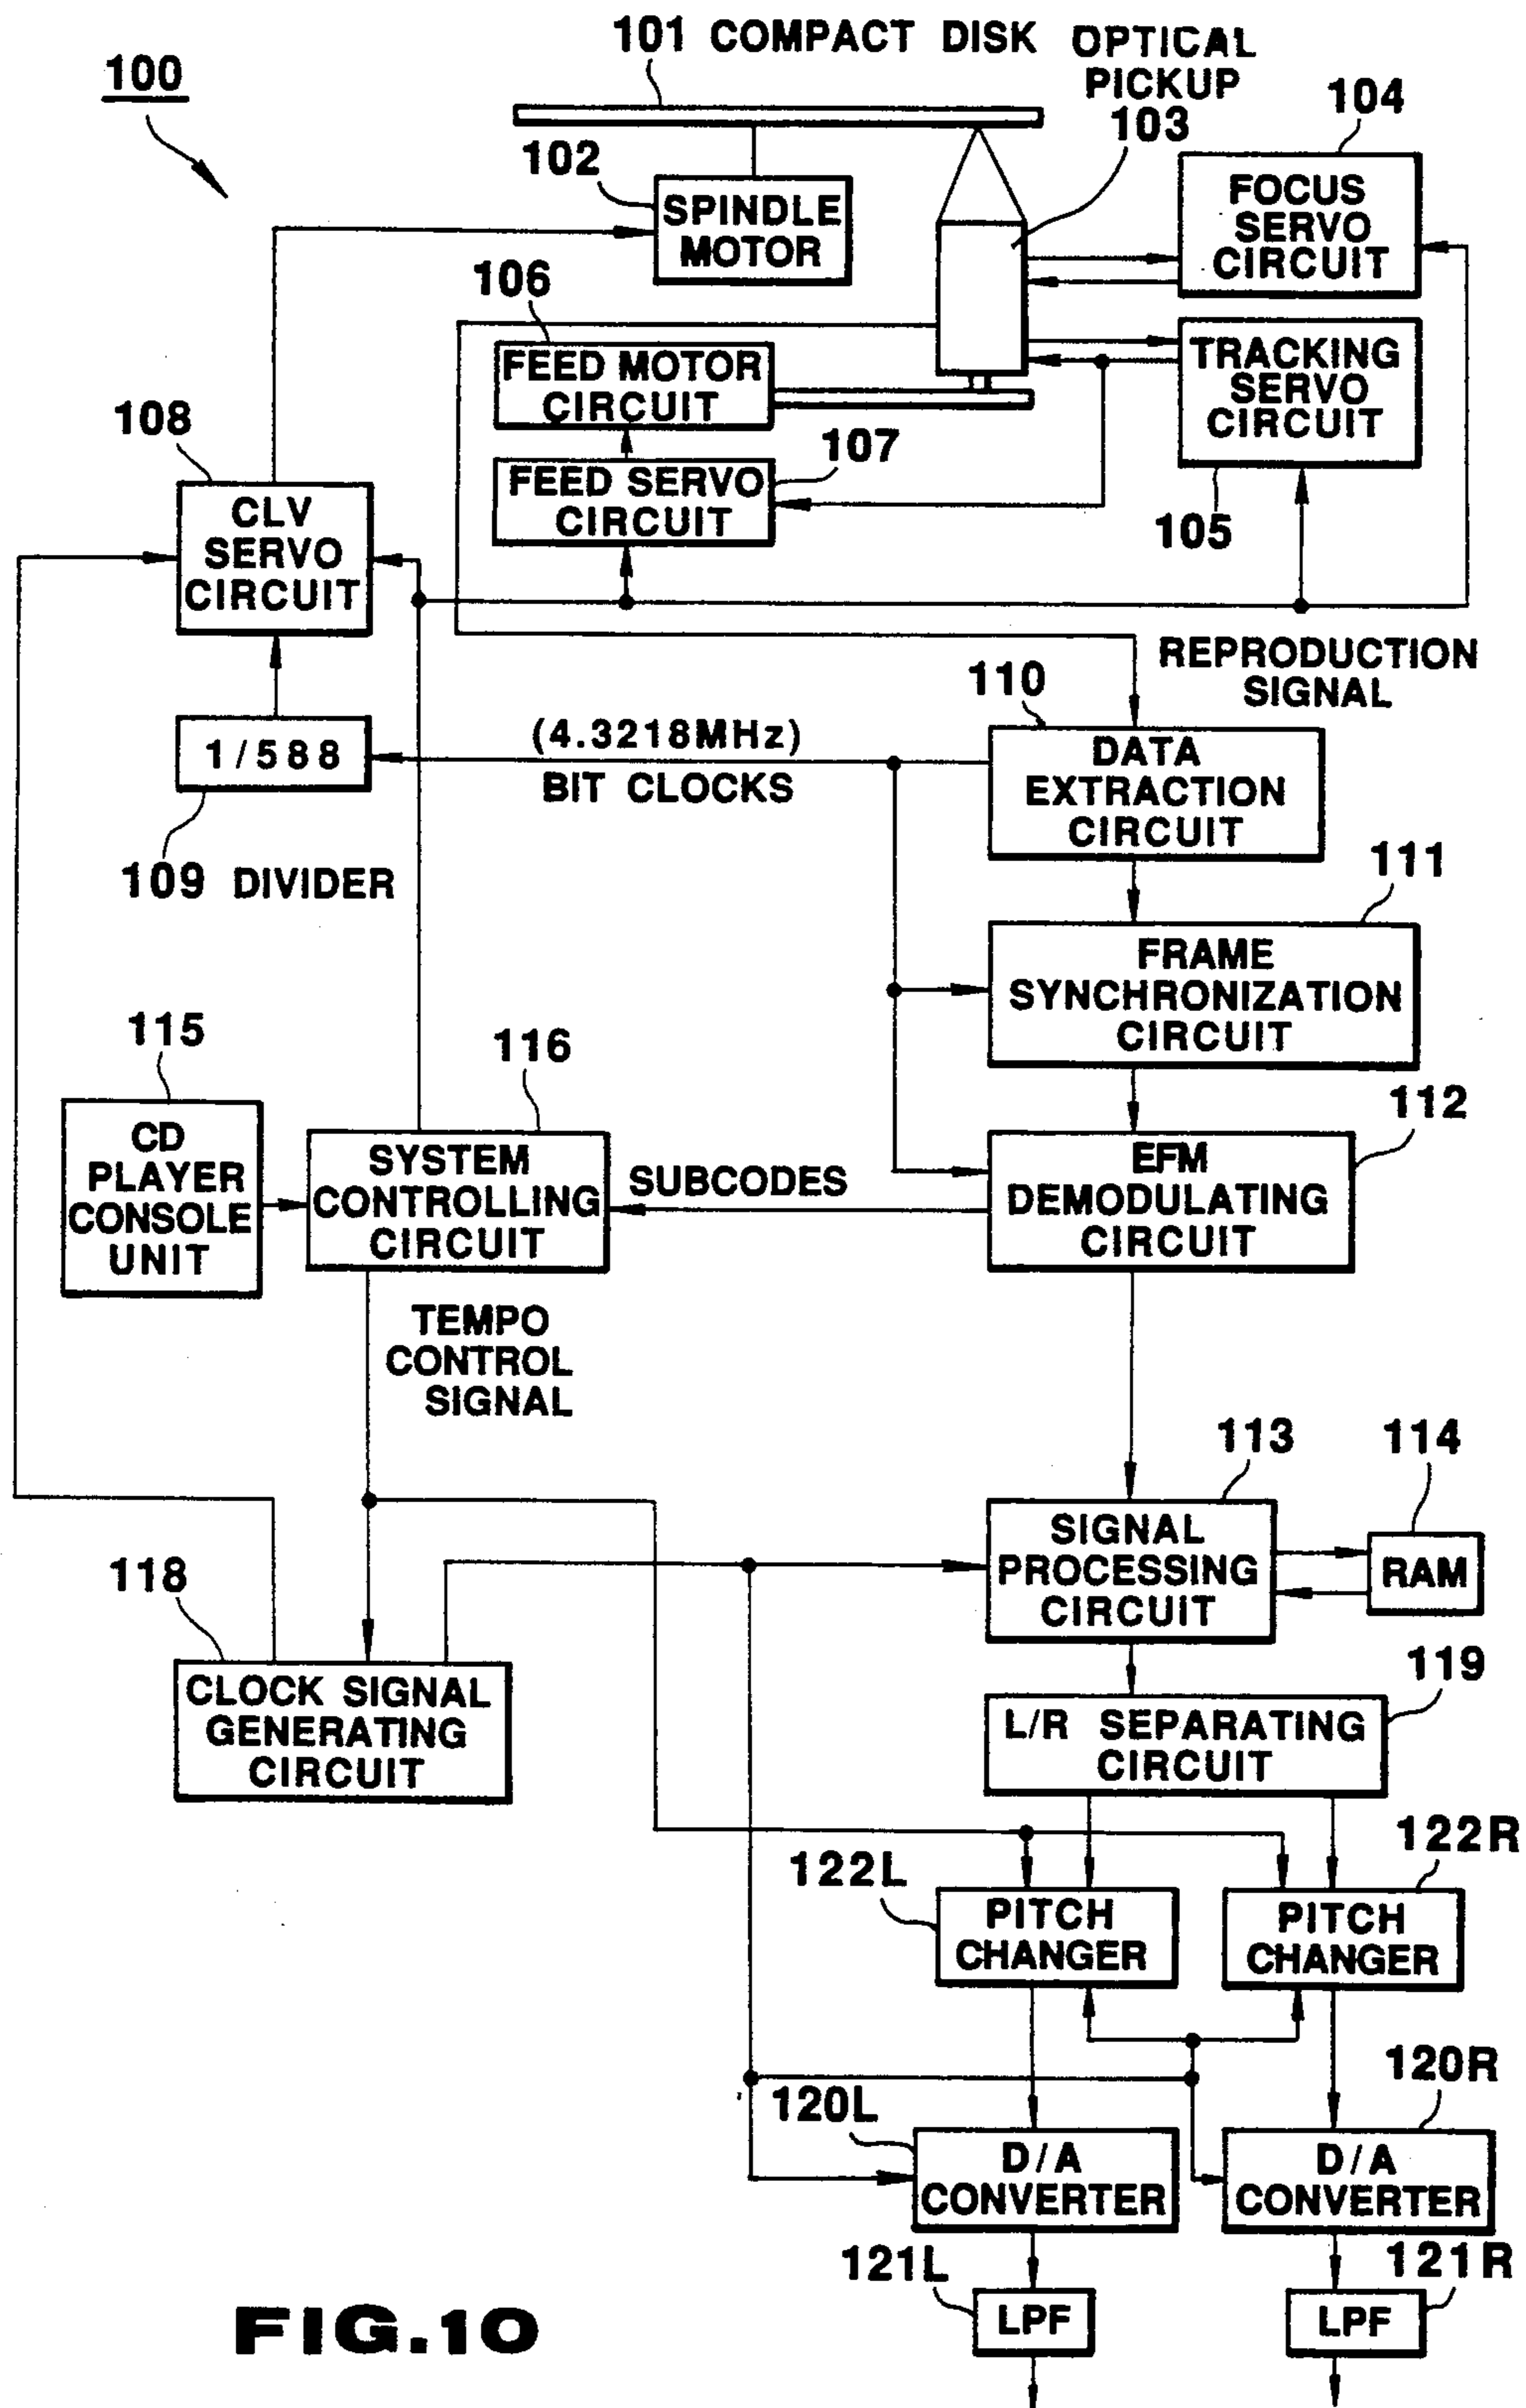 100
101 COMPACT DISK
OPTICAL
PICKUP
103
104
102
SPINDLE
MOTOR
FOCUS
SERVO
CIRCUIT
106
FEED MOTOR
CIRCUIT
TRACKING
SERVO
CIRCUIT
108
107
CLV
SERVO
CIRCUIT
FEED SERVO
CIRCUIT
105
REPRODUCTION
SIGNAL
110
1/588
(4.3218MHz)
BIT CLOCKS
DATA
EXTRACTION
CIRCUIT
109 DIVIDER
111
FRAME
SYNCHRONIZATION
CIRCUIT
115
116
112
CD
PLAYER
CONSOLE
UNIT
SYSTEM
CONTROLLING
CIRCUIT
SUBCODES
EFM
DEMODULATING
CIRCUIT
TEMPO
CONTROL
SIGNAL
113
114
SIGNAL
PROCESSING
CIRCUIT
RAM
118
CLOCK SIGNAL
GENERATING
CIRCUIT
119
L/R SEPARATING
CIRCUIT
122L
122R
PITCH
CHANGER
PITCH
CHANGER
120L
120R
D/A
CONVERTER
D/A
CONVERTER
121L
121R
LPF
LPF
FIG.10